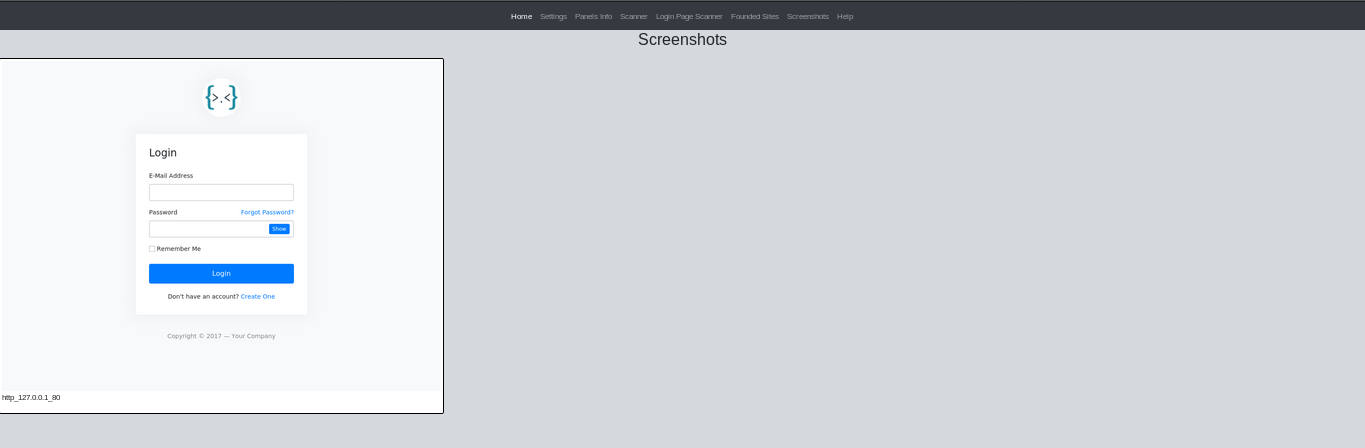 Home Settings Panels Info Scanner Login Page Scanner Founded Sites Screenshots Help
Screenshots
{>.<}
Login
E-Mail Address
Password Forgot Password?
Show
Remember Me
Login
Don't have an account? Create One
Copyright © 2017 — Your Company
http_127.0.0.1_80